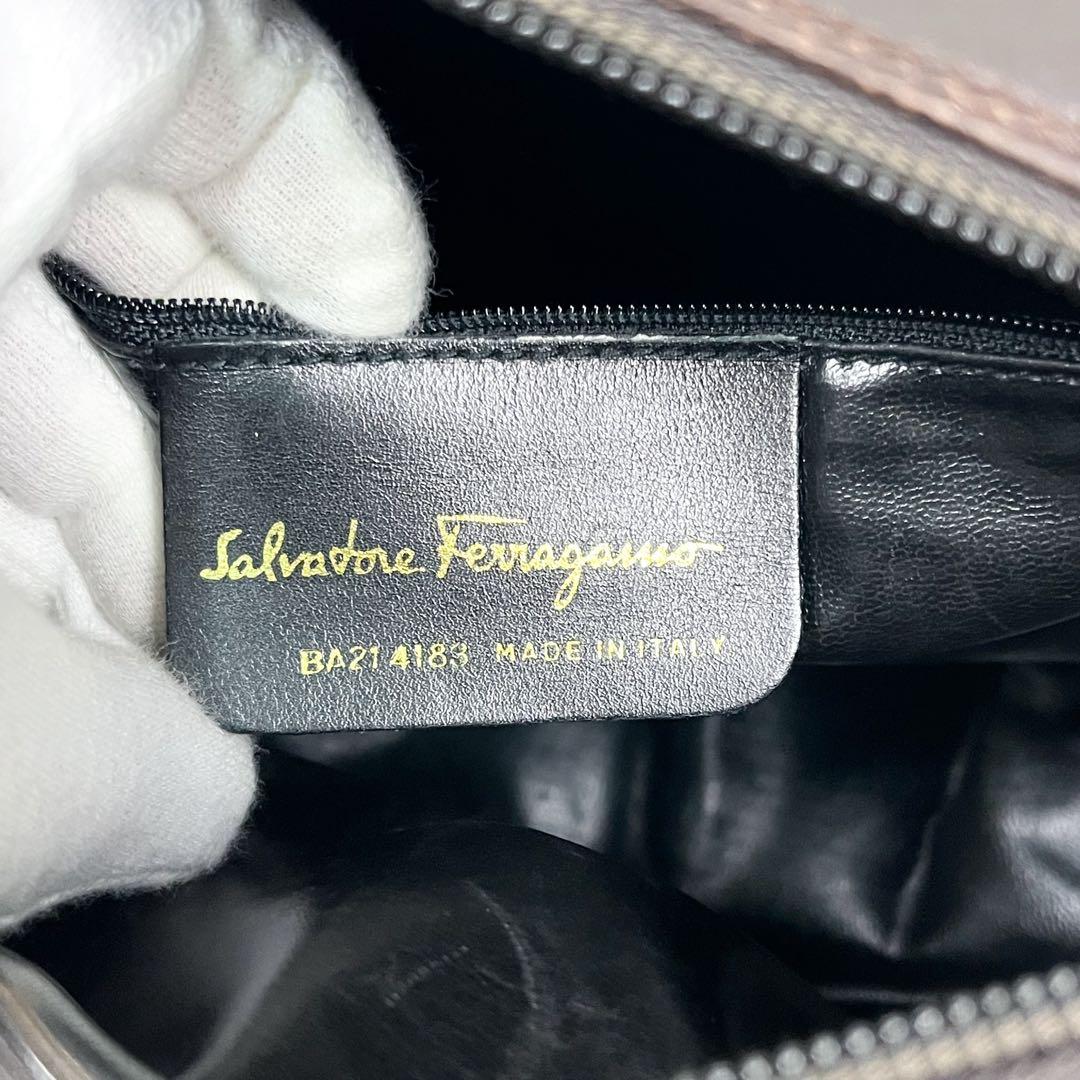 Salvatore Ferragamo
BA21 4183 MADE IN ITALY